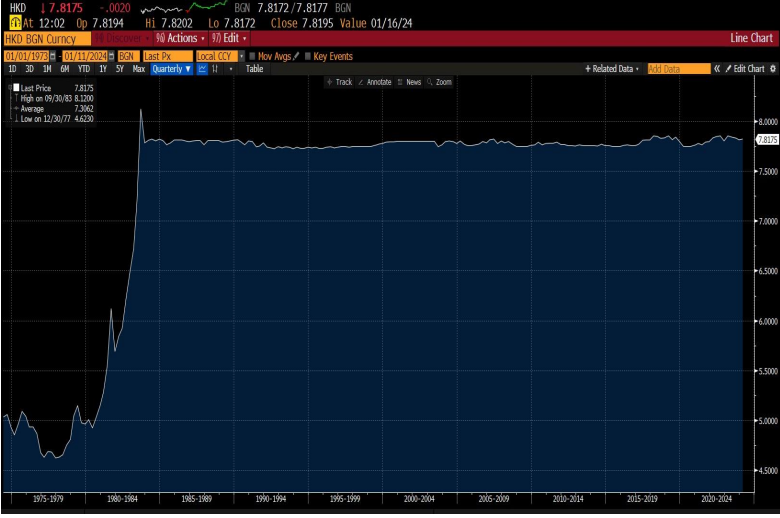 HKD ↓ 7.8175 -.0020 BGN 7.8172/7.8177 BGN
At 12:02 Op 7.8194 Hi 7.8202 Lo 7.8172 Close 7.8195 Value 01/16/24
HKD BGN Curncy Discover 96) Actions 97) Edit Line Chart
01/01/1973 - 01/11/2024 BGN Last Px Local CCY Mov Avgs Key Events
1D 3D 1M 6M YTD 1Y 5Y Max Quarterly ▼ Table + Related Data Add Data « Edit Chart
+ Track Annotate News Zoom
Last Price 7.8175
High on 09/30/83 8.1200
Average 7.3062
Low on 12/30/77 4.6230
8.0000
7.8175
7.5000
7.0000
6.5000
6.0000
5.5000
5.0000
4.5000
1975-1979 1980-1984 1985-1989 1990-1994 1995-1999 2000-2004 2005-2009 2010-2014 2015-2019 2020-2024